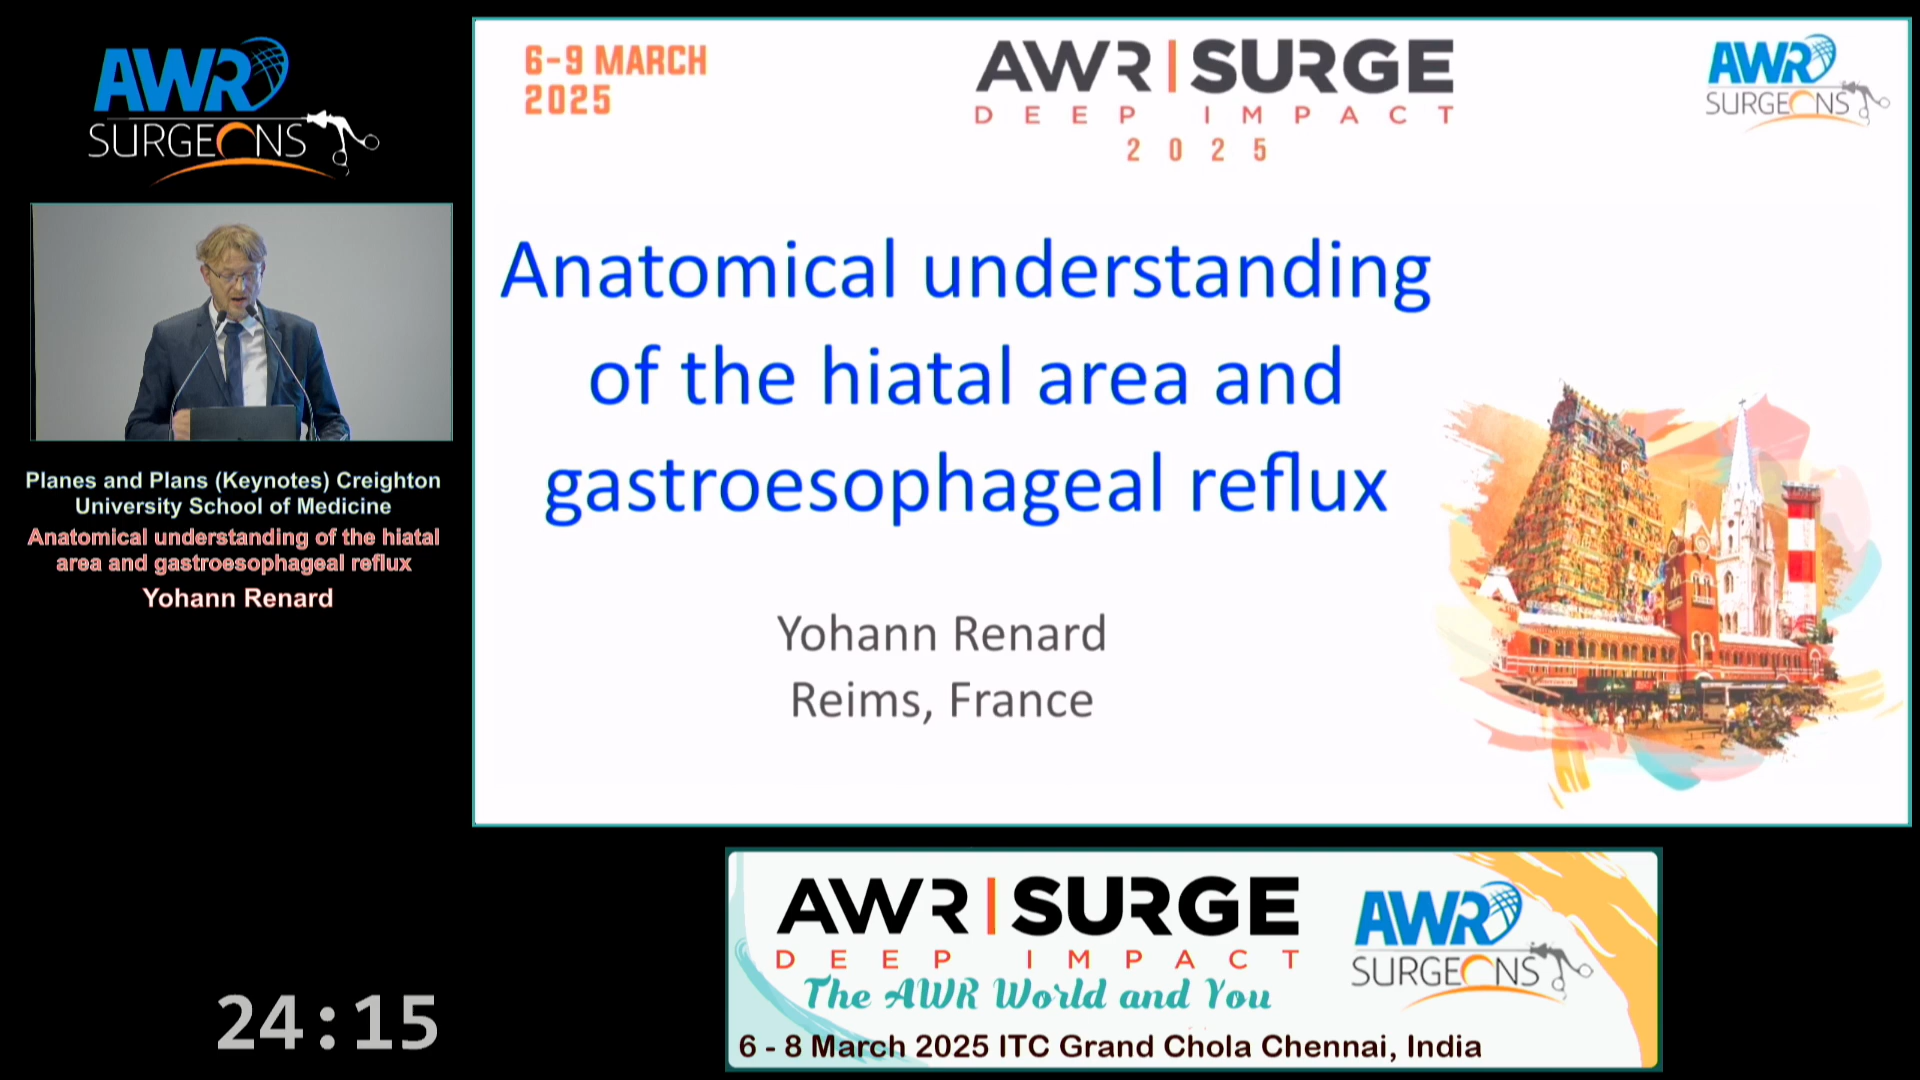 AWR
SURGEONS
Planes and Plans (Keynotes) Creighton
University School of Medicine
Anatomical understanding of the hiatal
area and gastroesophageal reflux
Yohann Renard
24:15
6-9 MARCH
2025
AWR|SURGE
DEEP IMPACT
2025
AWR
SURGEONS
Anatomical understanding
of the hiatal area and
gastroesophageal reflux
Yohann Renard
Reims, France
AWR|SURGE
DEEP IMPACT
The AWR World and You
6 - 8 March 2025 ITC Grand Chola Chennai, India
AWR
SURGEONS